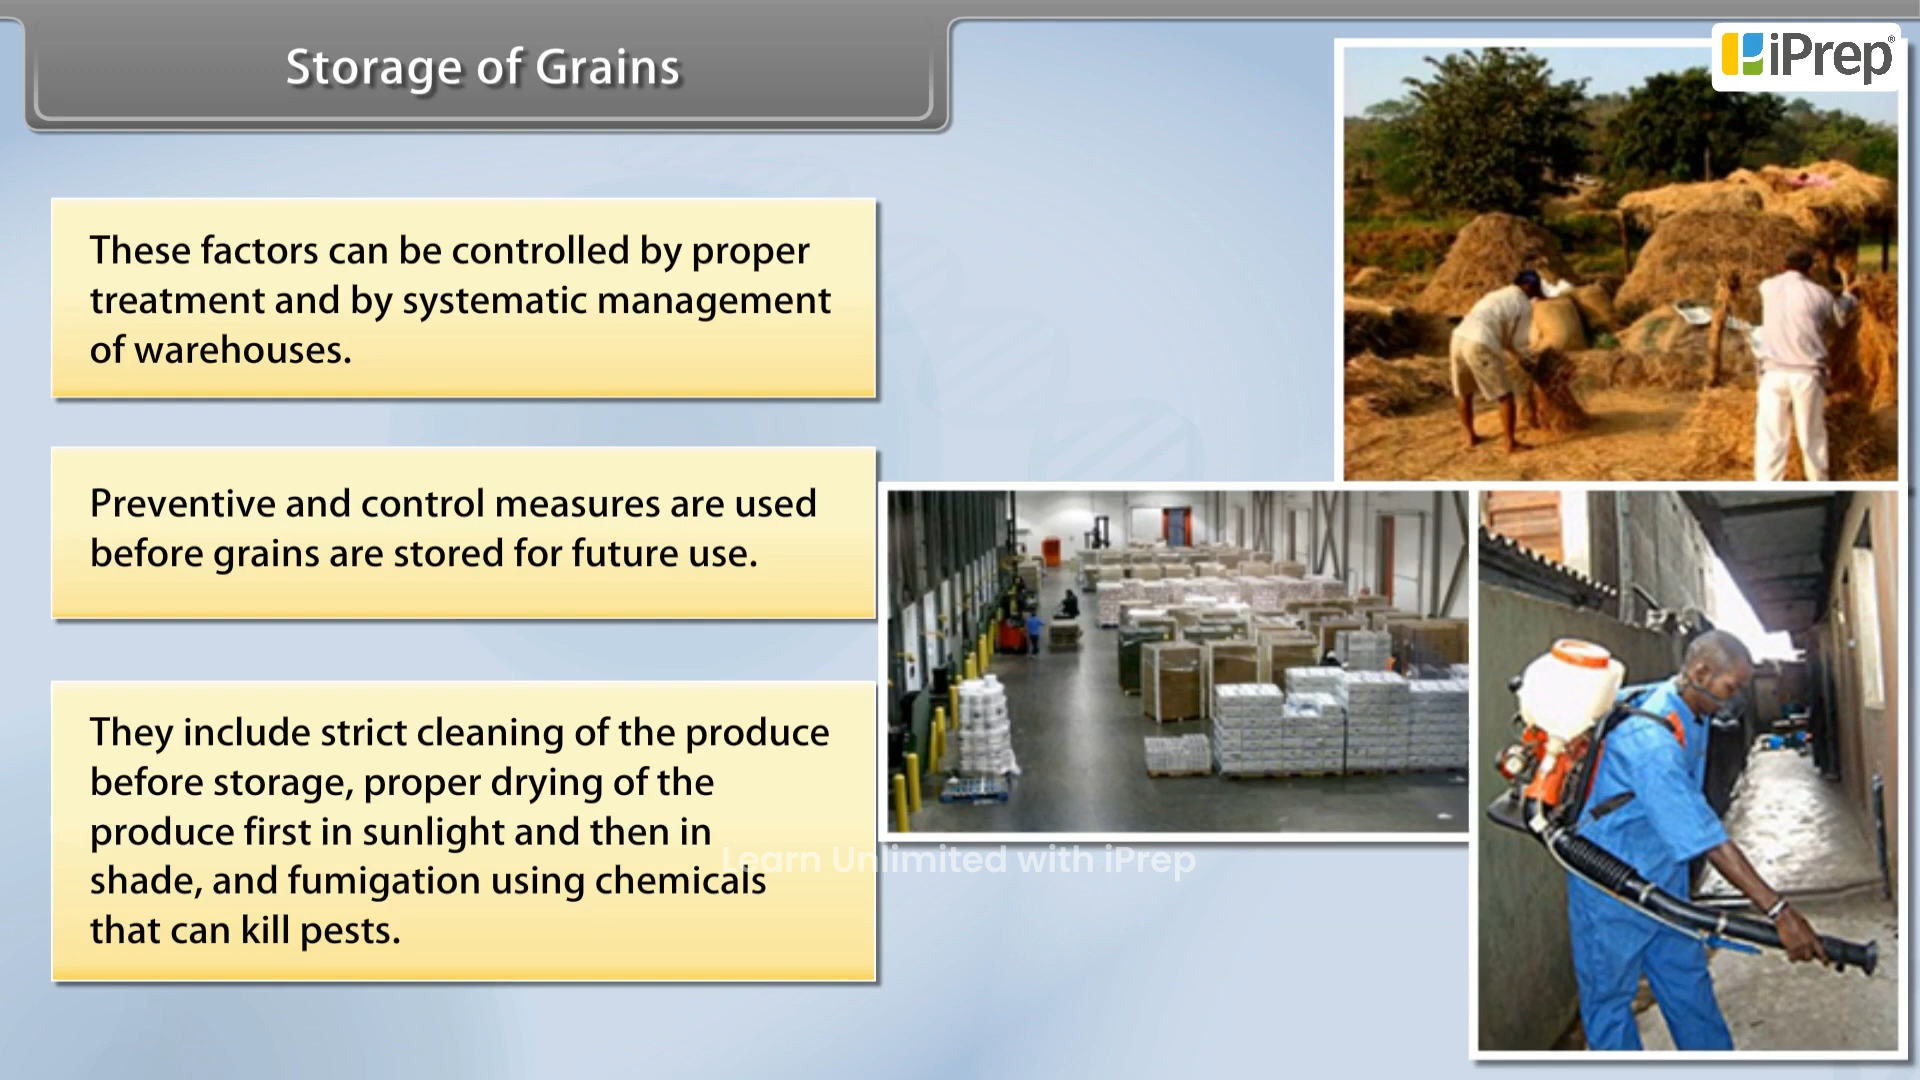 Storage of Grains
iPrep®
These factors can be controlled by proper
treatment and by systematic management
of warehouses.
Preventive and control measures are used
before grains are stored for future use.
They include strict cleaning of the produce
before storage, proper drying of the
produce first in sunlight and then in
shade, and fumigation using chemicals
that can kill pests.
Learn Unlimited with iPrep